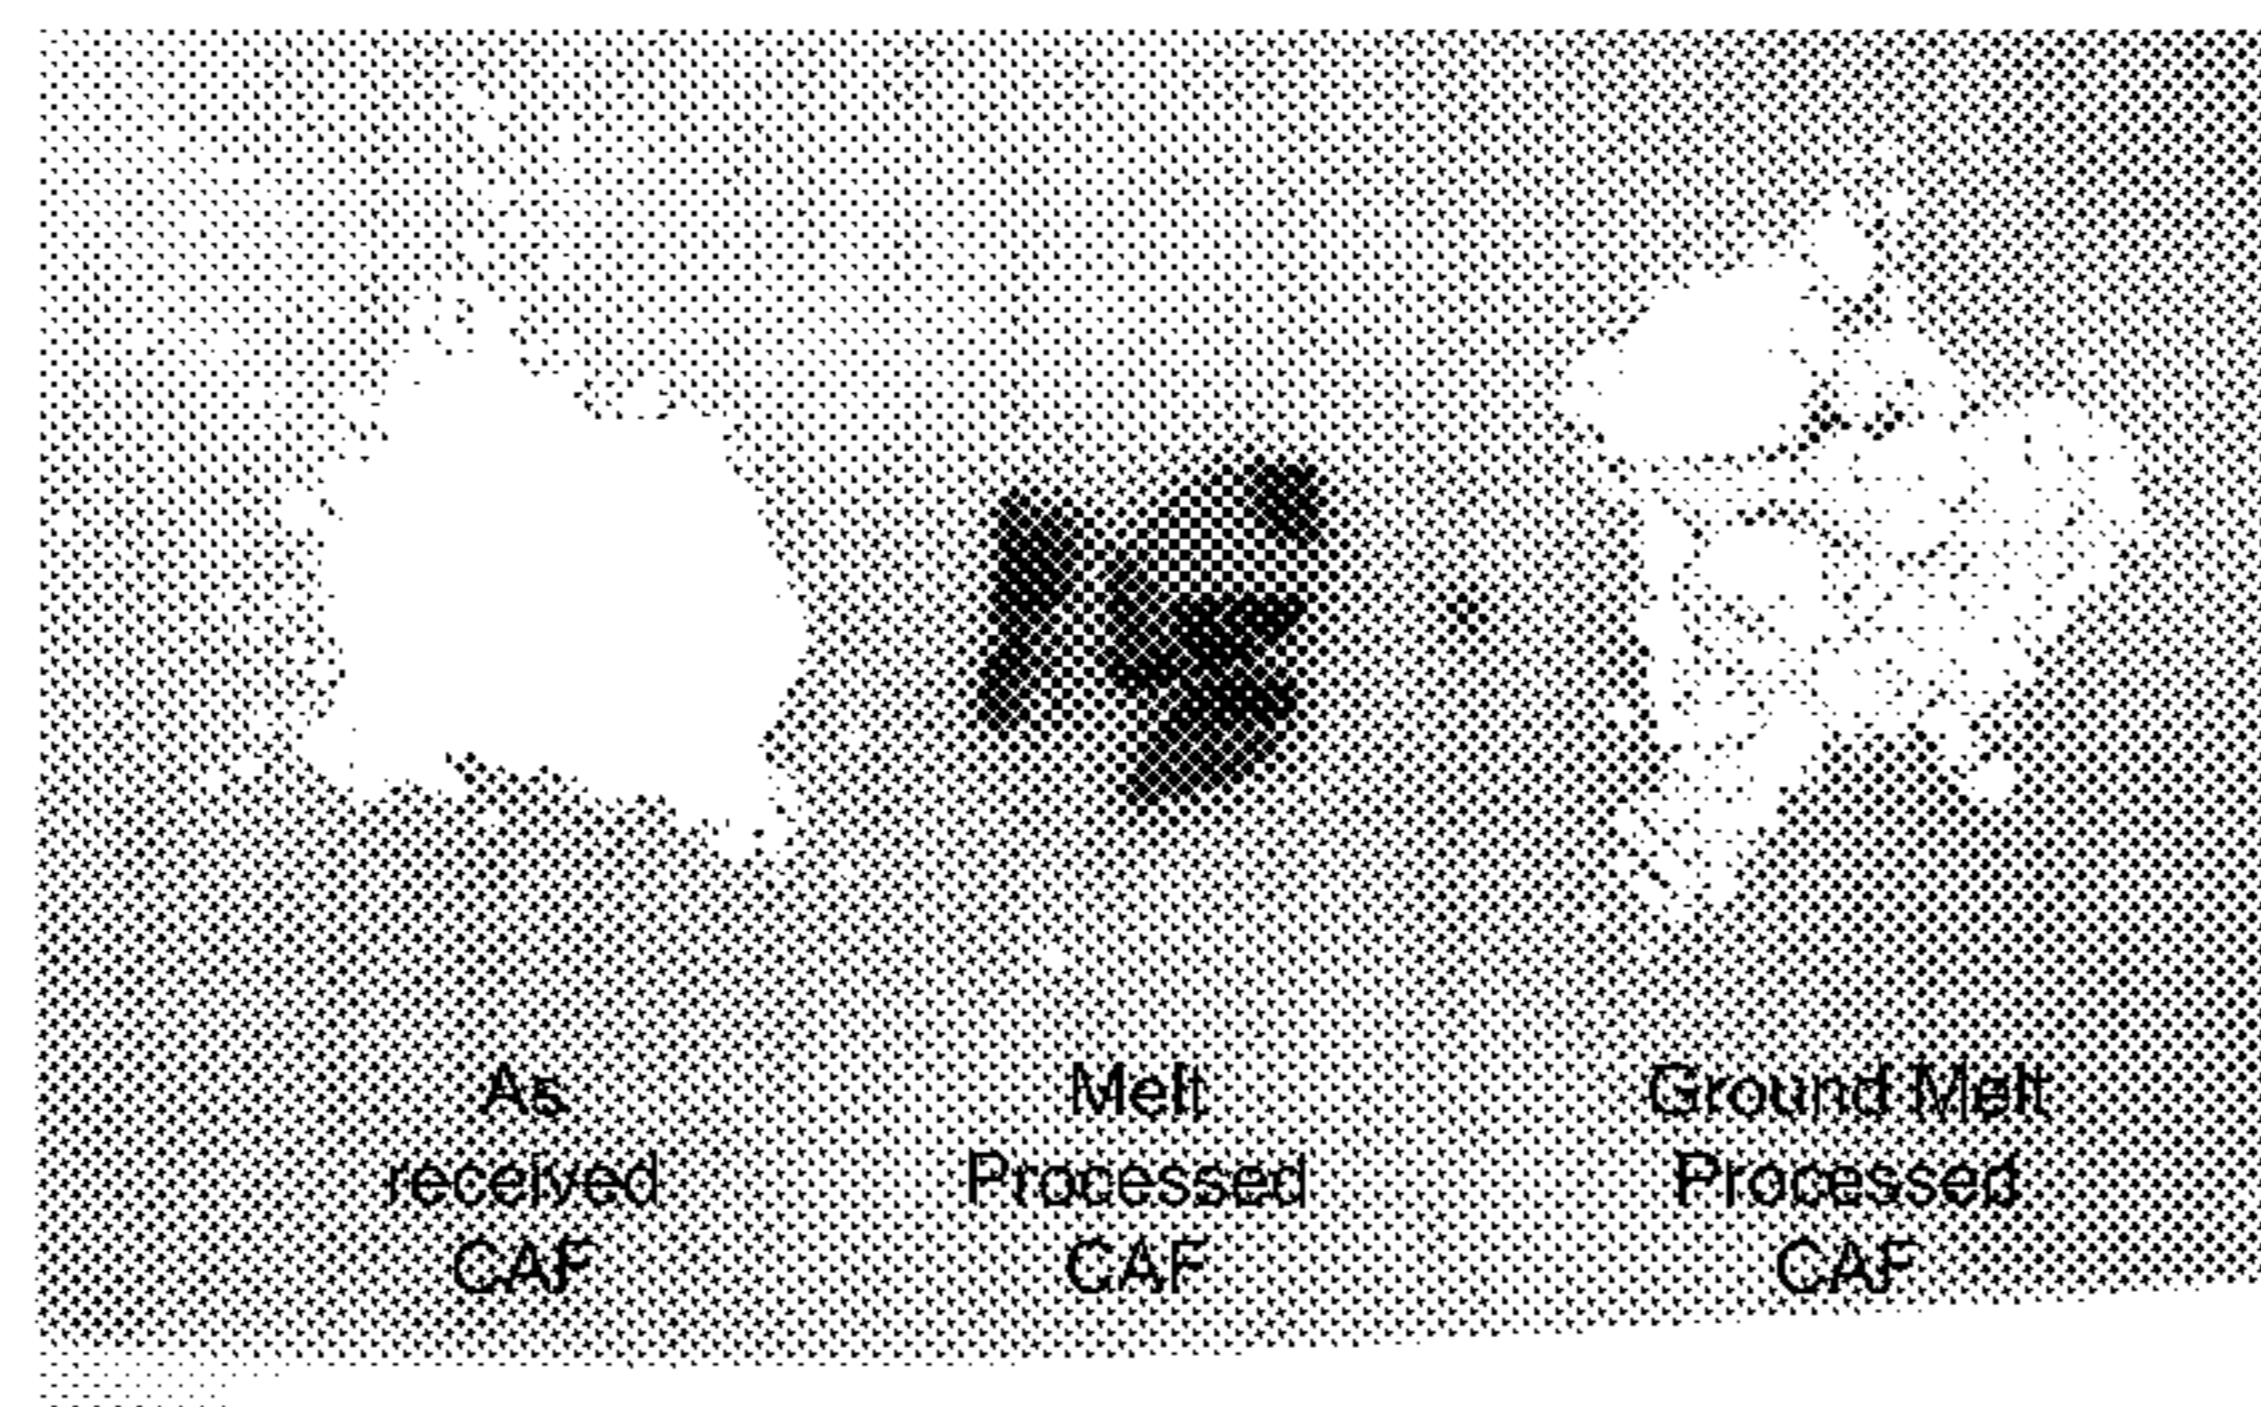 As
received
CAF
Melt
Processed
CAF
Ground Melt
Processed
CAF